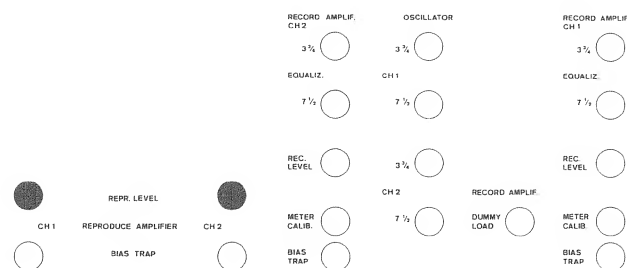 RECORD AMPLIF.
CH 2
OSCILLATOR
RECORD AMPLIF
CH 1
3 ¾
3 ¾
3 ¾
EQUALIZ.
CH 1
EQUALIZ.
7 ½
7 ½
7 ½
REC.
LEVEL
3 ¾
REC.
LEVEL
REPR. LEVEL
CH 2
RECORD AMPLIF.
CH 1
REPRODUCE AMPLIFIER
CH 2
METER
CALIB.
7 ½
DUMMY
LOAD
METER
CALIB.
BIAS TRAP
BIAS
TRAP
BIAS
TRAP